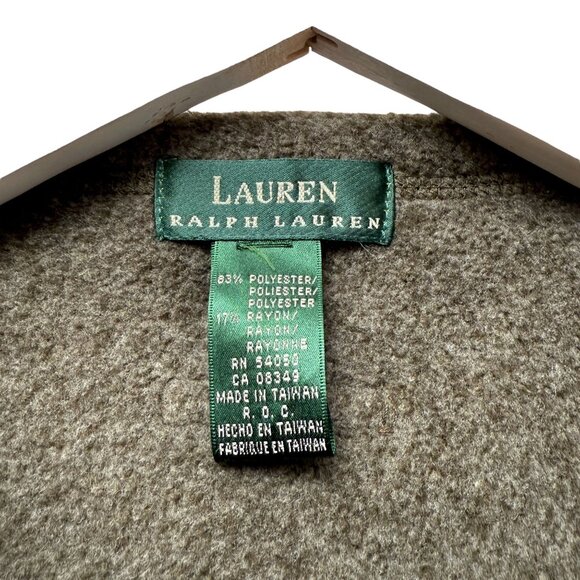 LAUREN
RALPH LAUREN
83% POLYESTER/
POLIESTER/
POLYESTER
17% RAYON/
RAYON/
RAYONNE
RN 54050
CA 08349
MADE IN TAIWAN
R. O. C.
HECHO EN TAIWAN
FABRIQUE EN TAIWAN